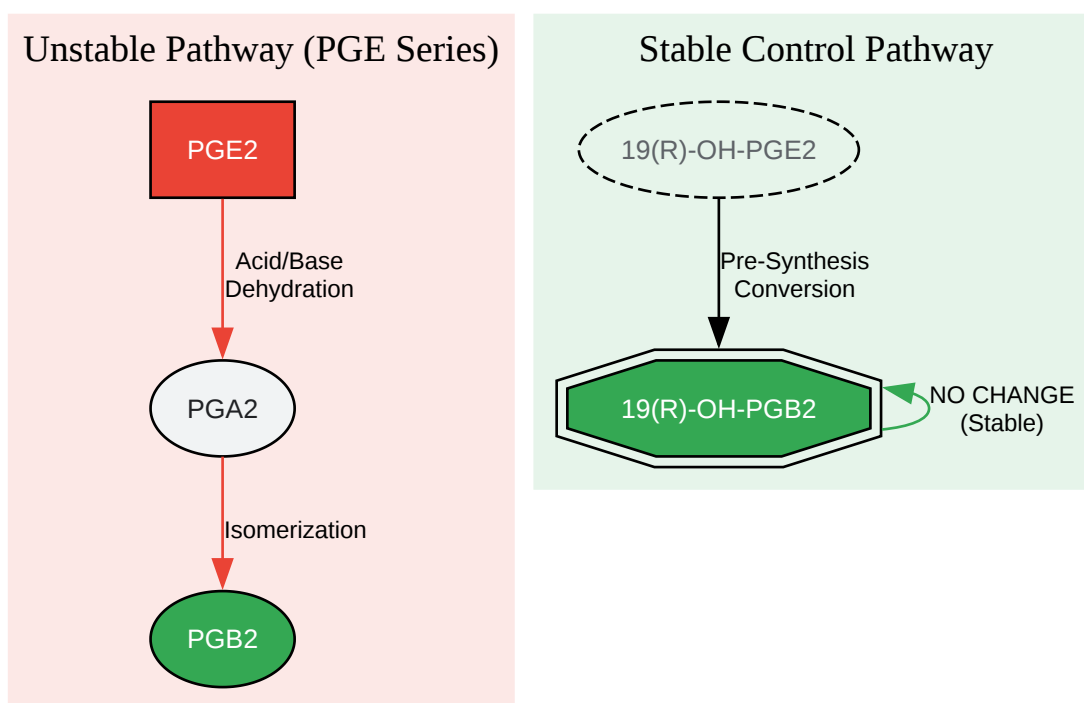 Unstable Pathway (PGE Series)
PGE2
Acid/Base
Dehydration
PGA2
Isomerization
PGB2
Stable Control Pathway
19(R)-OH-PGE2
Pre-Synthesis
Conversion
19(R)-OH-PGB2
NO CHANGE
(Stable)